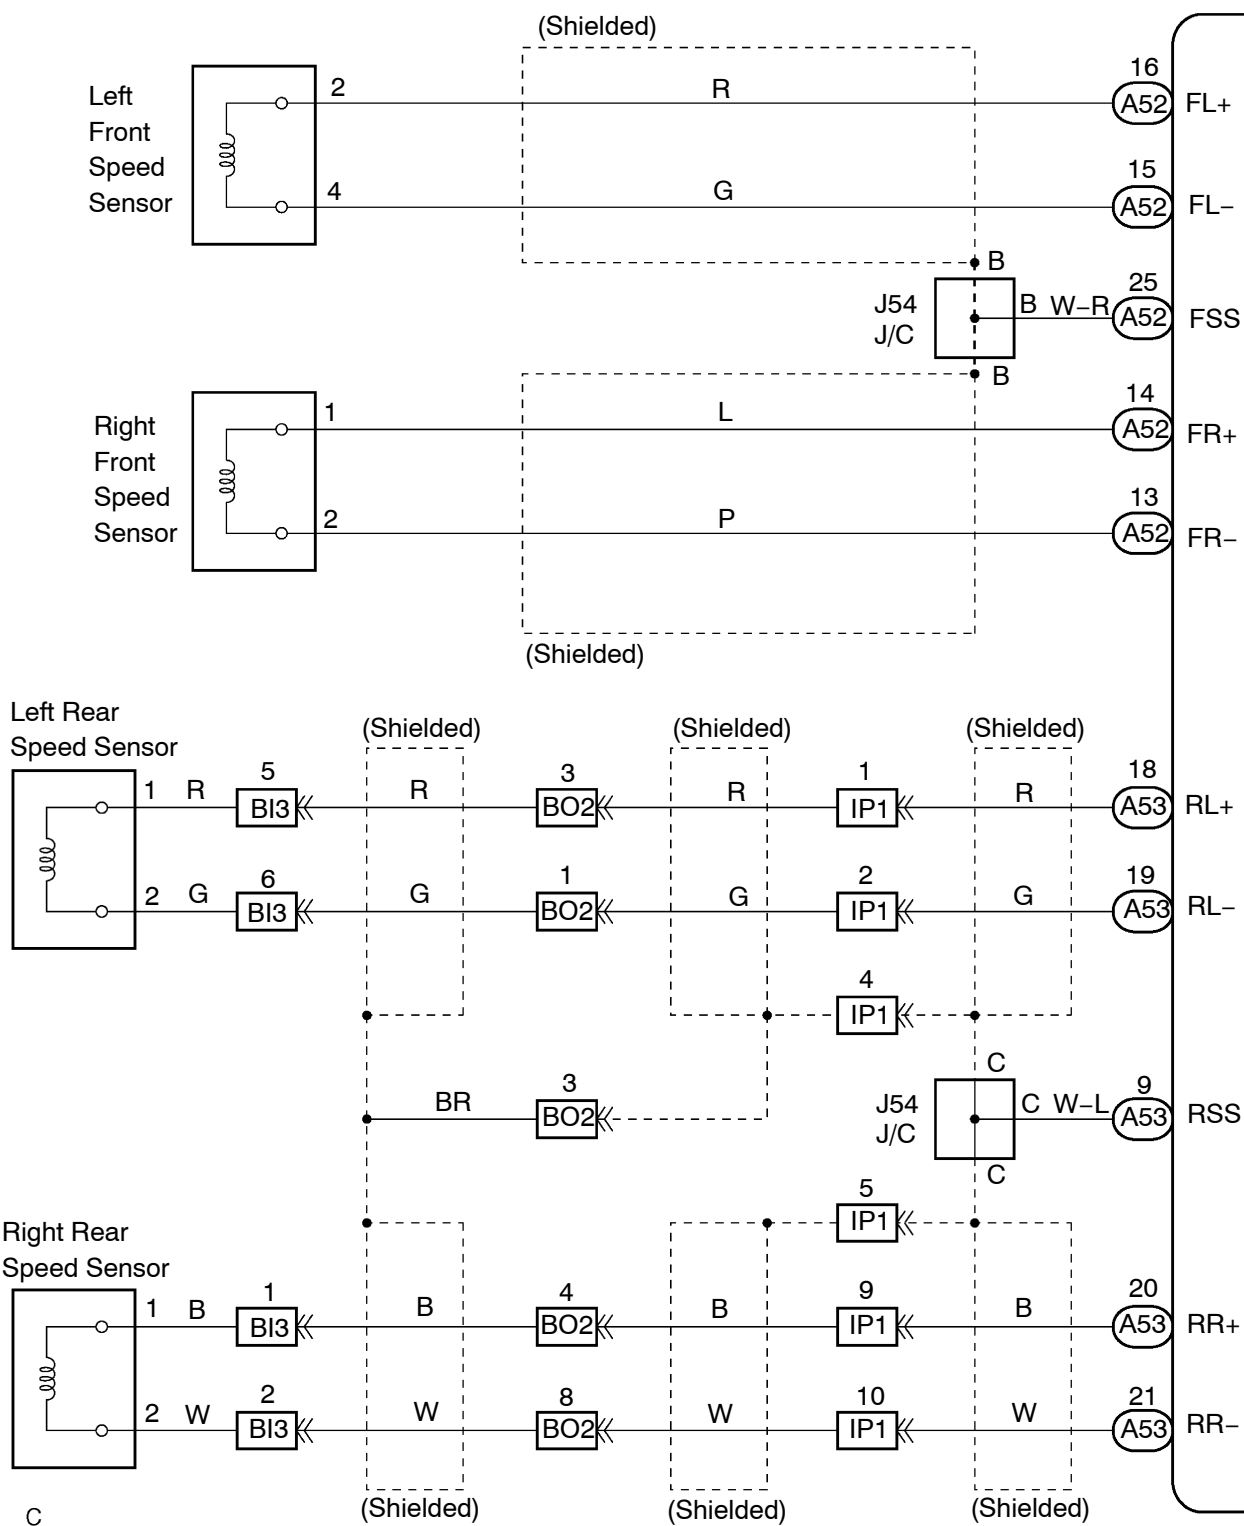 (Shielded)
Left
Front
Speed
Sensor
2
R
16
A52
FL+
4
G
15
A52
FL−
B
J54
J/C
B
W−R
25
A52
FSS
B
Right
Front
Speed
Sensor
1
L
14
A52
FR+
2
P
13
A52
FR−
(Shielded)
Left Rear
Speed Sensor
(Shielded)
(Shielded)
(Shielded)
1
R
5
BI3
R
3
BO2
R
1
IP1
R
18
A53
RL+
2
G
6
BI3
G
1
BO2
G
2
IP1
G
19
A53
RL−
4
IP1
C
BR
3
BO2
J54
J/C
C
W−L
9
A53
RSS
C
5
IP1
Right Rear
Speed Sensor
1
B
1
BI3
B
4
BO2
B
9
IP1
B
20
A53
RR+
2
W
2
BI3
W
8
BO2
W
10
IP1
W
21
A53
RR−
(Shielded)
(Shielded)
(Shielded)
C